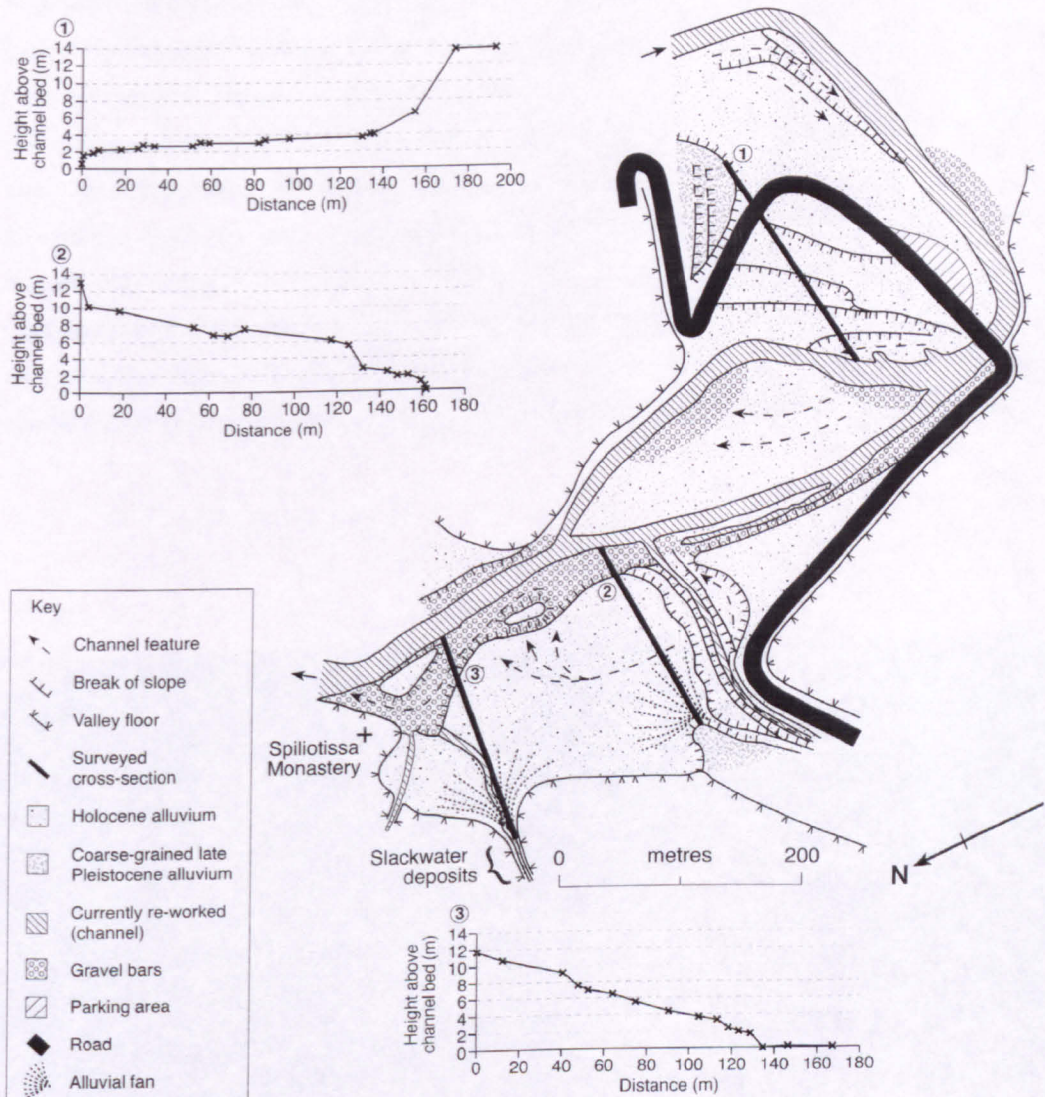 ①
Height above
channel bed (m)
14
12
10
8
6
4
2
0
0 20 40 60 80 100 120 140 160 180 200
Distance (m)
②
Height above
channel bed (m)
14
12
10
8
6
4
2
0
0 20 40 60 80 100 120 140 160 180
Distance (m)
①
②
③
Spiliotissa
Monastery
Slackwater
deposits
0 metres 200
N
Key
Channel feature
Break of slope
Valley floor
Surveyed
cross-section
Holocene alluvium
Coarse-grained late
Pleistocene alluvium
Currently re-worked
(channel)
Gravel bars
Parking area
Road
Alluvial fan
③
Height above
channel bed (m)
14
12
10
8
6
4
2
0
0 20 40 60 80 100 120 140 160 180
Distance (m)